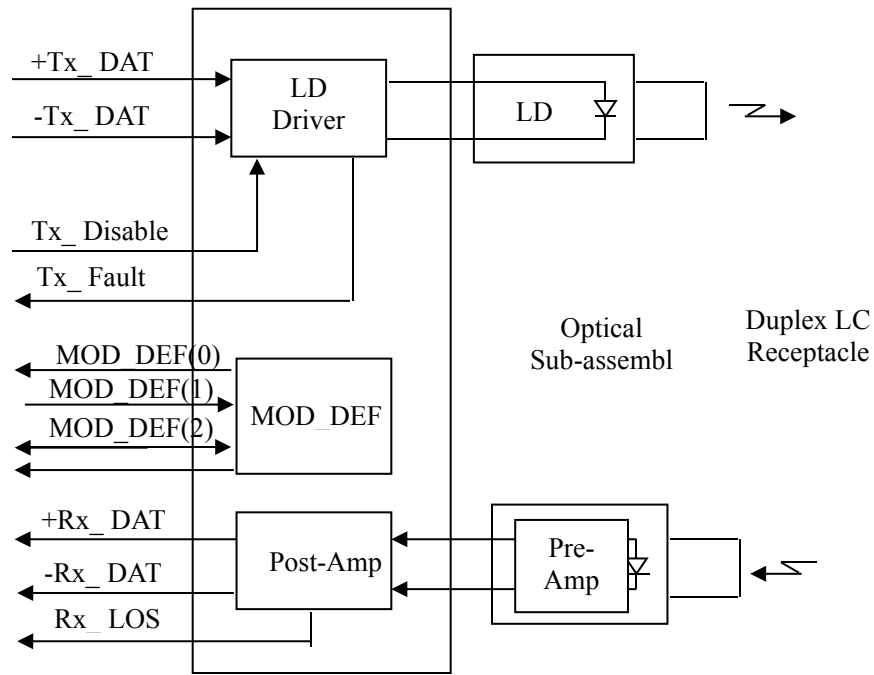 +Tx_ DAT
-Tx_ DAT
LD
Driver
LD
Tx_ Disable
Tx_ Fault
MOD_DEF(0)
MOD_DEF(1)
MOD_DEF(2)
MOD_DEF
Optical
Sub-assembl
Duplex LC
Receptacle
+Rx_ DAT
-Rx_ DAT
Rx_ LOS
Post-Amp
Pre-
Amp